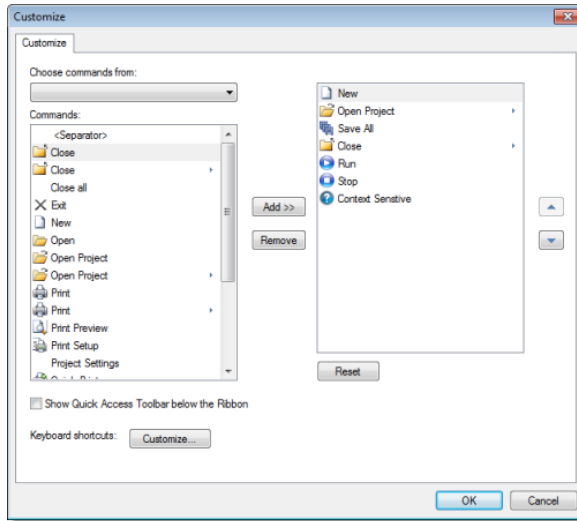 Customize
Customize
Choose commands from:
Commands:
<Separator>
Close
Close
Close all
Exit
New
Open
Open Project
Open Project
Print
Print
Print Preview
Print Setup
Project Settings
Add >>
Remove
New
Open Project
Save All
Close
Run
Stop
Context Senstive
Reset
Show Quick Access Toolbar below the Ribbon
Keyboard shortcuts:
Customize...
OK
Cancel